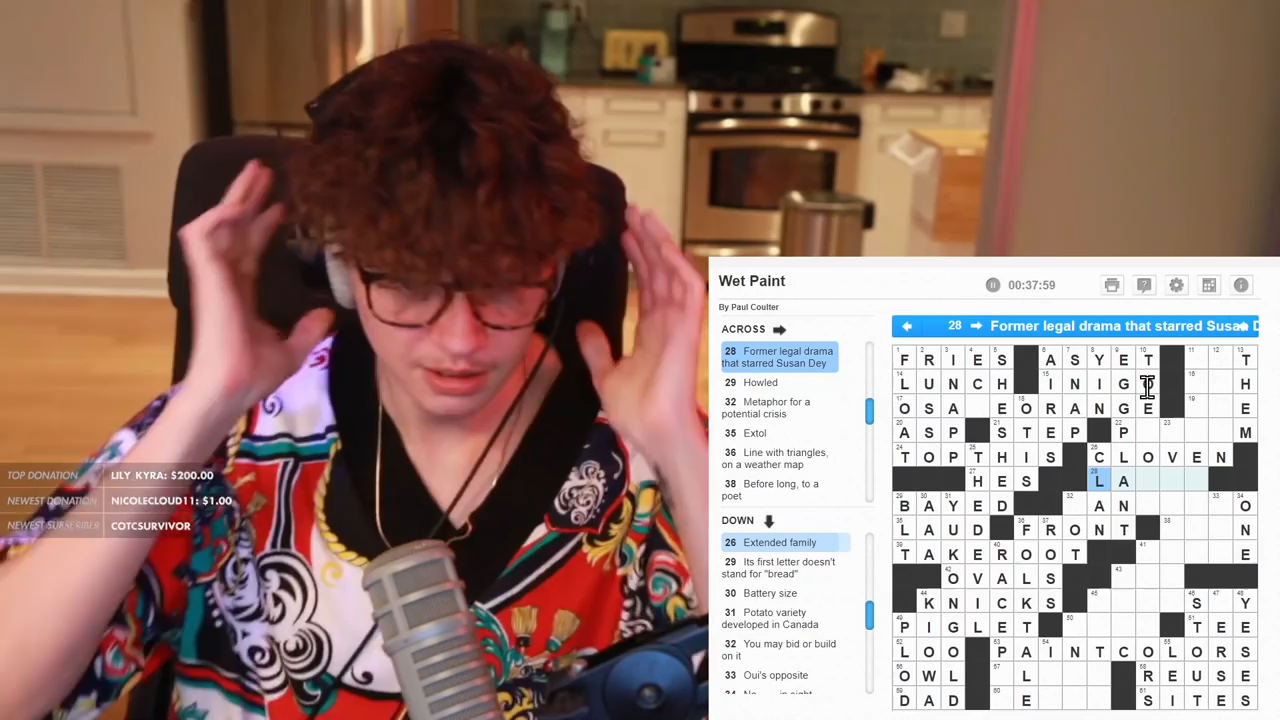 TOP DONATION LILY KYRA: $200.00
NEWEST DONATION NICOLECLOUD11: $1.00
NEWEST SUBSCRIBER COTCSURVIVOR
Wet Paint
00:37:59
By Paul Coulter
28 Former legal drama that starred Susan
ACROSS
28 Former legal drama
that starred Susan Dey
29 Howled
32 Metaphor for a
potential crisis
35 Extol
36 Line with triangles,
on a weather map
38 Before long, to a
poet
DOWN
26 Extended family
29 Its first letter doesn't
stand for "bread"
30 Battery size
31 Potato variety
developed in Canada
32 You may bid or build
on it
33 Oui's opposite
F R I E S A S Y E T T
L U N C H I N I G O H
O S A E O R A N G E E
A S P S T E P P M
T O P T H I S C L O V E N
H E S L A
B A Y E D A N O
L A U D F R O N T N
T A K E R O O T E
O V A L S
K N I C K S S Y
P I G L E T T E E
L O O P A I N T C O L O R S
O W L L R E U S E
D A D E S I T E S